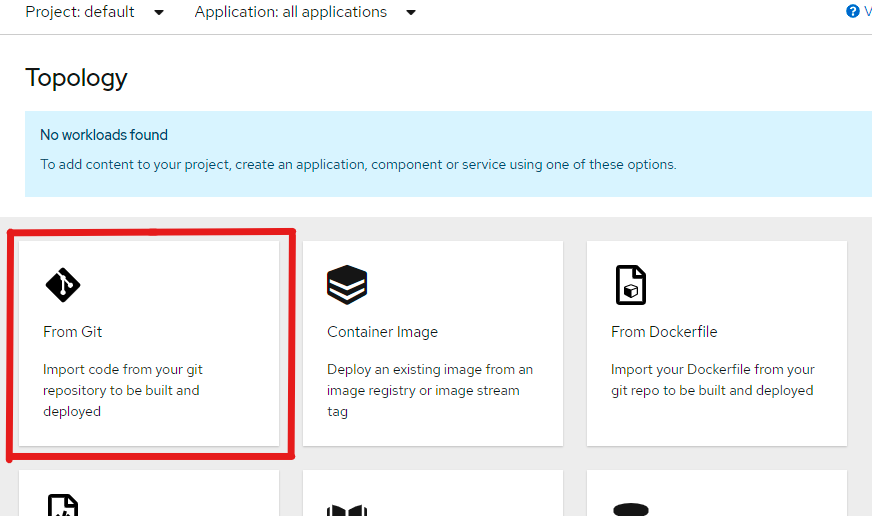 Project: default
Application: all applications
Topology
No workloads found
To add content to your project, create an application, component or service using one of these options.
From Git
Import code from your git
repository to be built and
deployed
Container Image
Deploy an existing image from an
image registry or image stream
tag
From Dockerfile
Import your Dockerfile from your
git repo to be built and deployed